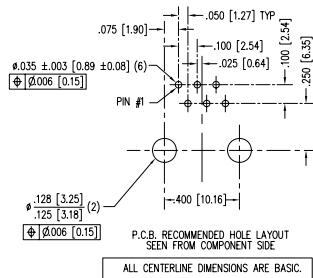 .050 [1.27] TYP
.075 [1.90]
.100 [2.54]
.025 [0.64]
ø.035 ±.003 [0.89 ±0.08] (6)
⌖ ø.006 [0.15]
PIN #1
.100 [2.54]
.250 [6.35]
ø .128 [3.25]
.125 [3.18] (2)
⌖ ø.006 [0.15]
.400 [10.16]
P.C.B. RECOMMENDED HOLE LAYOUT
SEEN FROM COMPONENT SIDE
ALL CENTERLINE DIMENSIONS ARE BASIC.